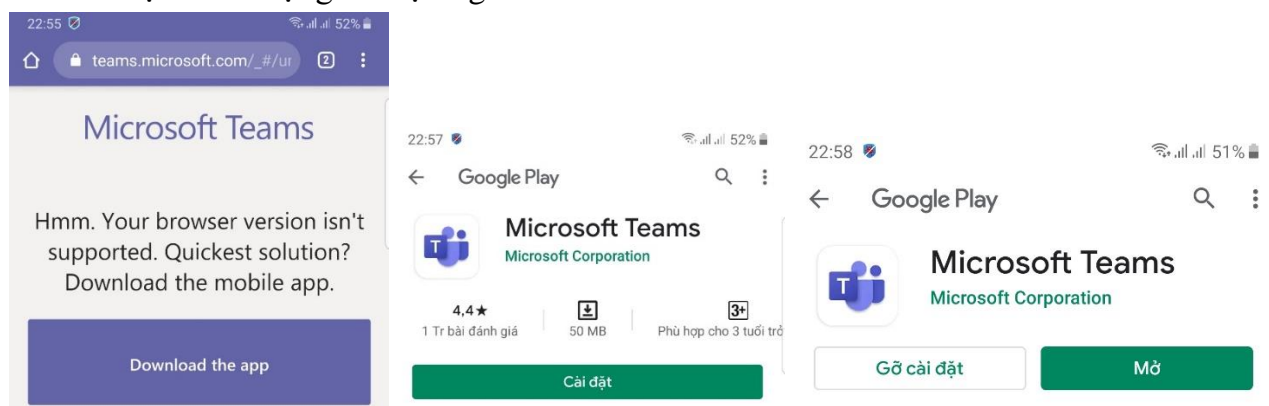 22:55 52%
teams.microsoft.com/_#/ur 2
Microsoft Teams
Hmm. Your browser version isn't
supported. Quickest solution?
Download the mobile app.
Download the app
22:57 52%
Google Play
T
Microsoft Teams
Microsoft Corporation
4,4★ 3+
1 Tr bài đánh giá 50 MB Phù hợp cho 3 tuổi
Cài đặt
22:58 51%
Google Play
T
Microsoft Teams
Microsoft Corporation
Gỡ cài đặt Mở